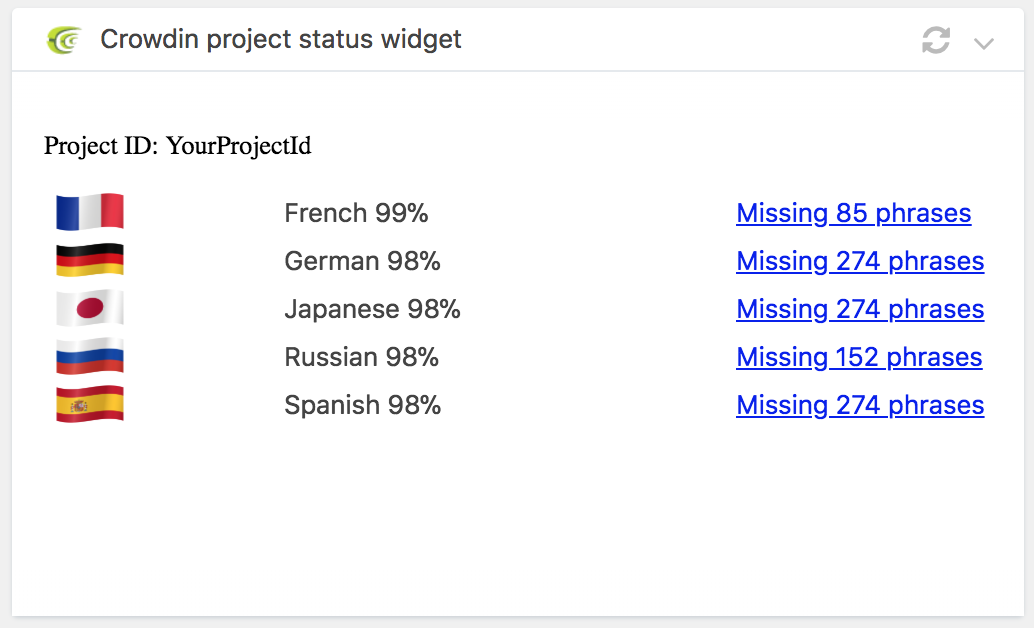 Crowdin project status widget
Project ID: YourProjectId
French 99% Missing 85 phrases
German 98% Missing 274 phrases
Japanese 98% Missing 274 phrases
Russian 98% Missing 152 phrases
Spanish 98% Missing 274 phrases